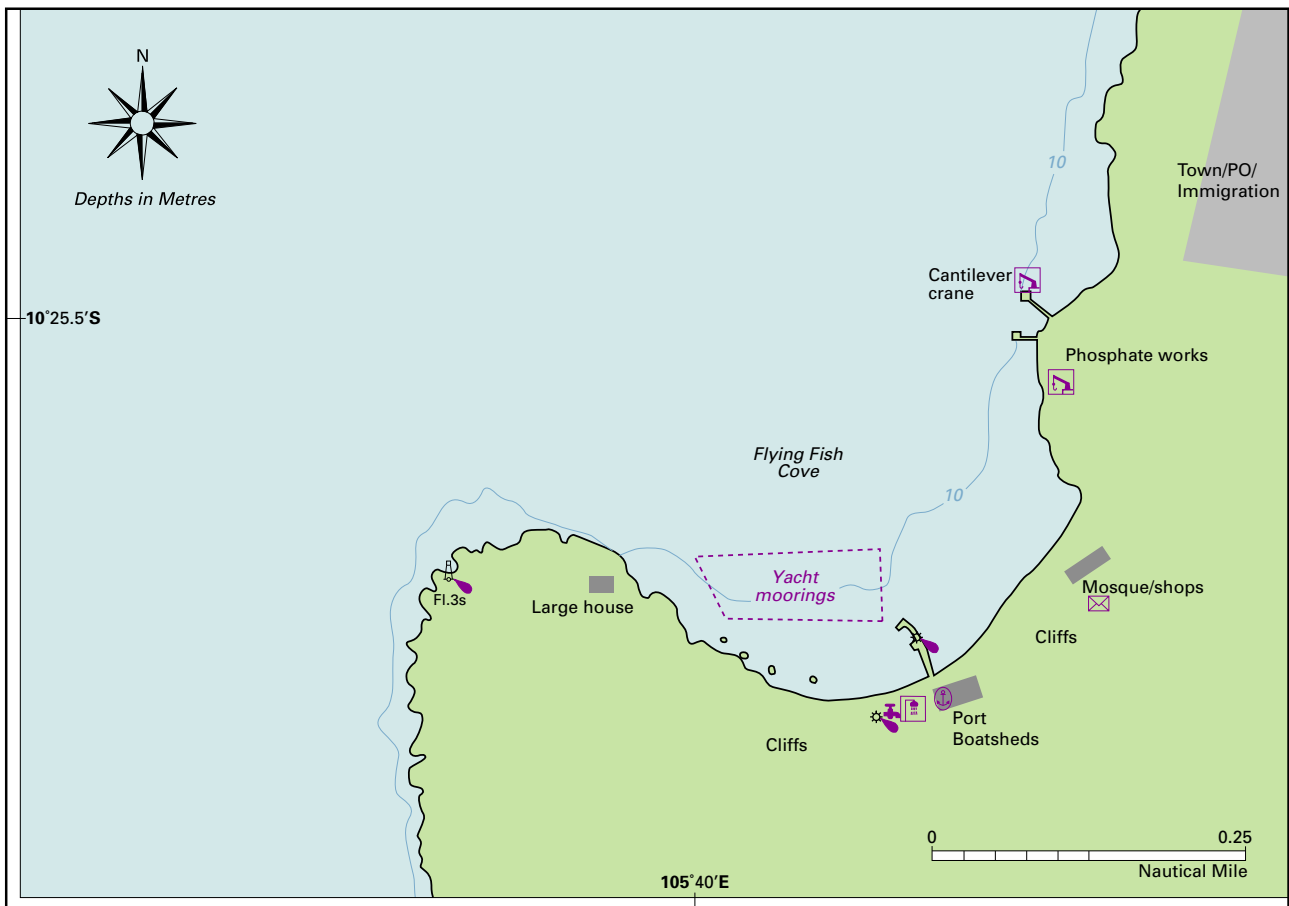 N
Depths in Metres
10
Town/PO/
Immigration
Cantilever
crane
10°25.5'S
Phosphate works
Flying Fish
Cove
10
Yacht
moorings
Fl.3s
Large house
Mosque/shops
Cliffs
Port
Boatsheds
Cliffs
0 0.25
Nautical Mile
105°40'E